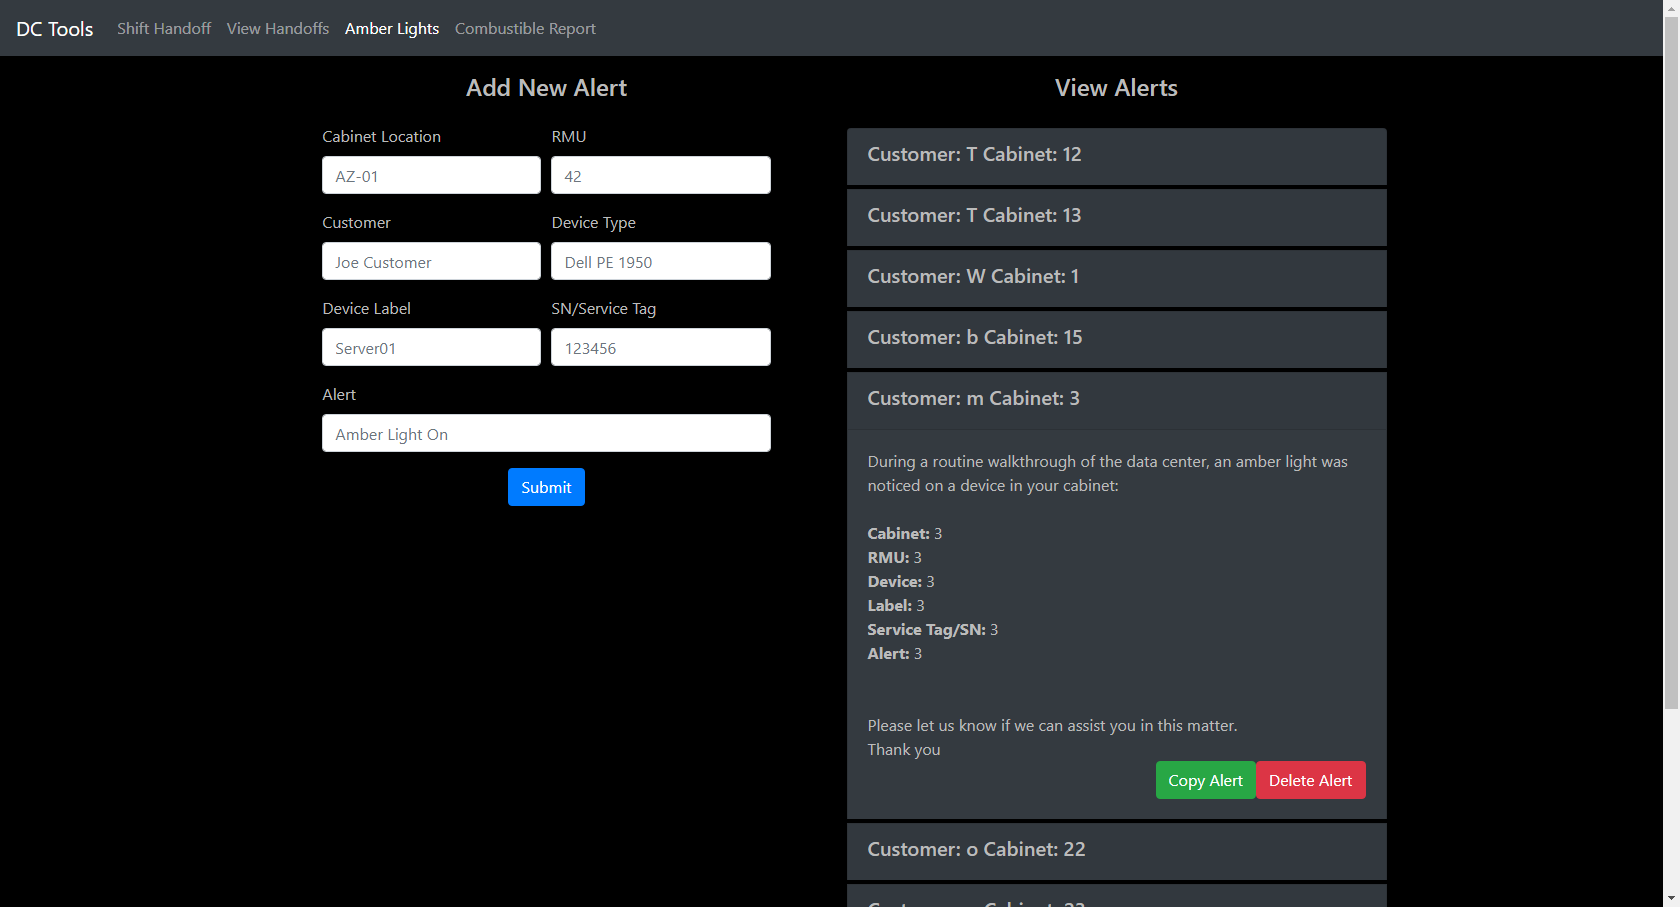 DC Tools Shift Handoff View Handoffs Amber Lights Combustible Report
Add New Alert
Cabinet Location RMU
AZ-01 42
Customer Device Type
Joe Customer Dell PE 1950
Device Label SN/Service Tag
Server01 123456
Alert
Amber Light On
Submit
View Alerts
Customer: T Cabinet: 12
Customer: T Cabinet: 13
Customer: W Cabinet: 1
Customer: b Cabinet: 15
Customer: m Cabinet: 3
During a routine walkthrough of the data center, an amber light was
noticed on a device in your cabinet:
Cabinet: 3
RMU: 3
Device: 3
Label: 3
Service Tag/SN: 3
Alert: 3
Please let us know if we can assist you in this matter.
Thank you
Copy Alert Delete Alert
Customer: o Cabinet: 22